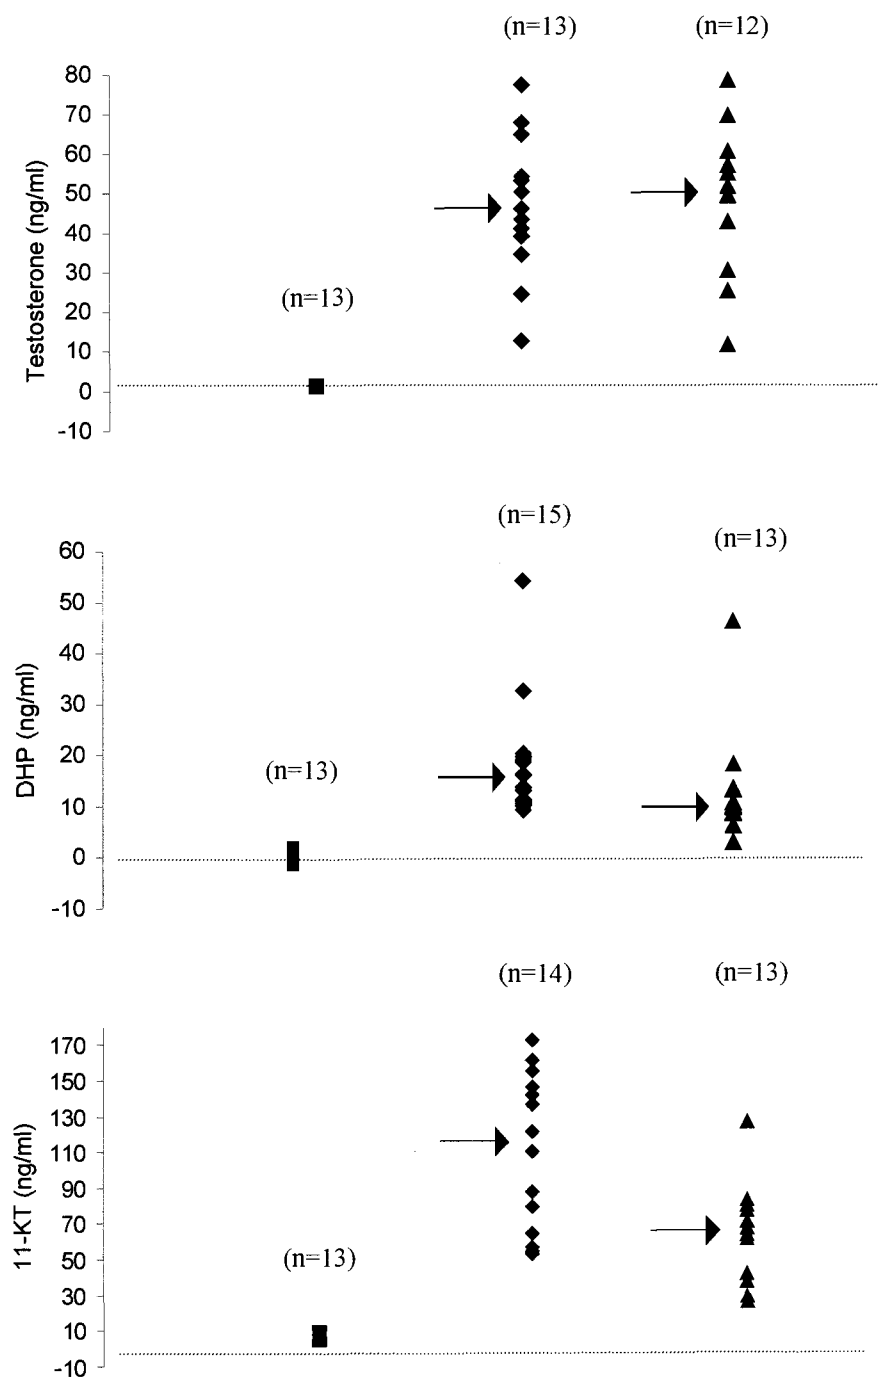 (n=13)
(n=12)
80
70
60
50
40
30
20
10
0
-10
Testosterone (ng/ml)
(n=13)
(n=15)
(n=13)
60
50
40
30
20
10
0
-10
DHP (ng/ml)
(n=13)
(n=14)
(n=13)
170
150
130
110
90
70
50
30
10
-10
11-KT (ng/ml)
(n=13)